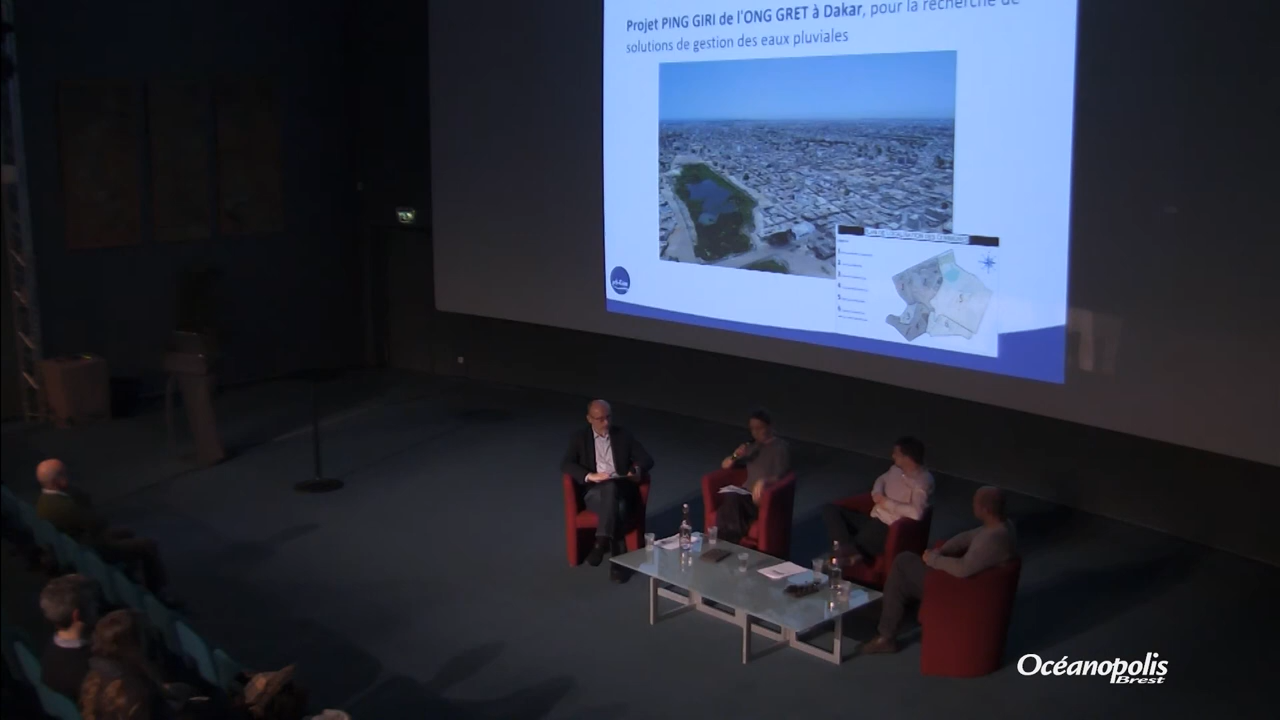 Projet PING GIRI de l'ONG GRET à Dakar, pour la recherche de
solutions de gestion des eaux pluviales
Océanopolis
Brest